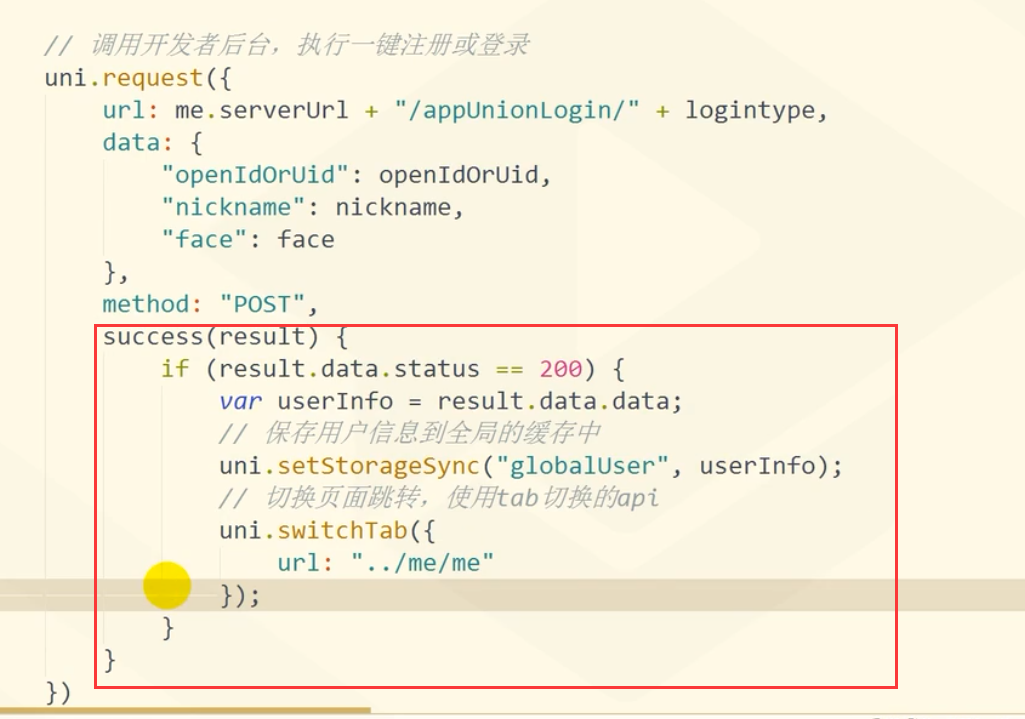 // 调用开发者后台，执行一键注册或登录
uni.request({
url: me.serverUrl + "/appUnionLogin/" + logintype,
data: {
"openIdOrUid": openIdOrUid,
"nickname": nickname,
"face": face
},
method: "POST",
success(result) {
if (result.data.status == 200) {
var userInfo = result.data.data;
// 保存用户信息到全局的缓存中
uni.setStorageSync("globalUser", userInfo);
// 切换页面跳转，使用tab切换的api
uni.switchTab({
url: "../me/me"
});
}
}
})